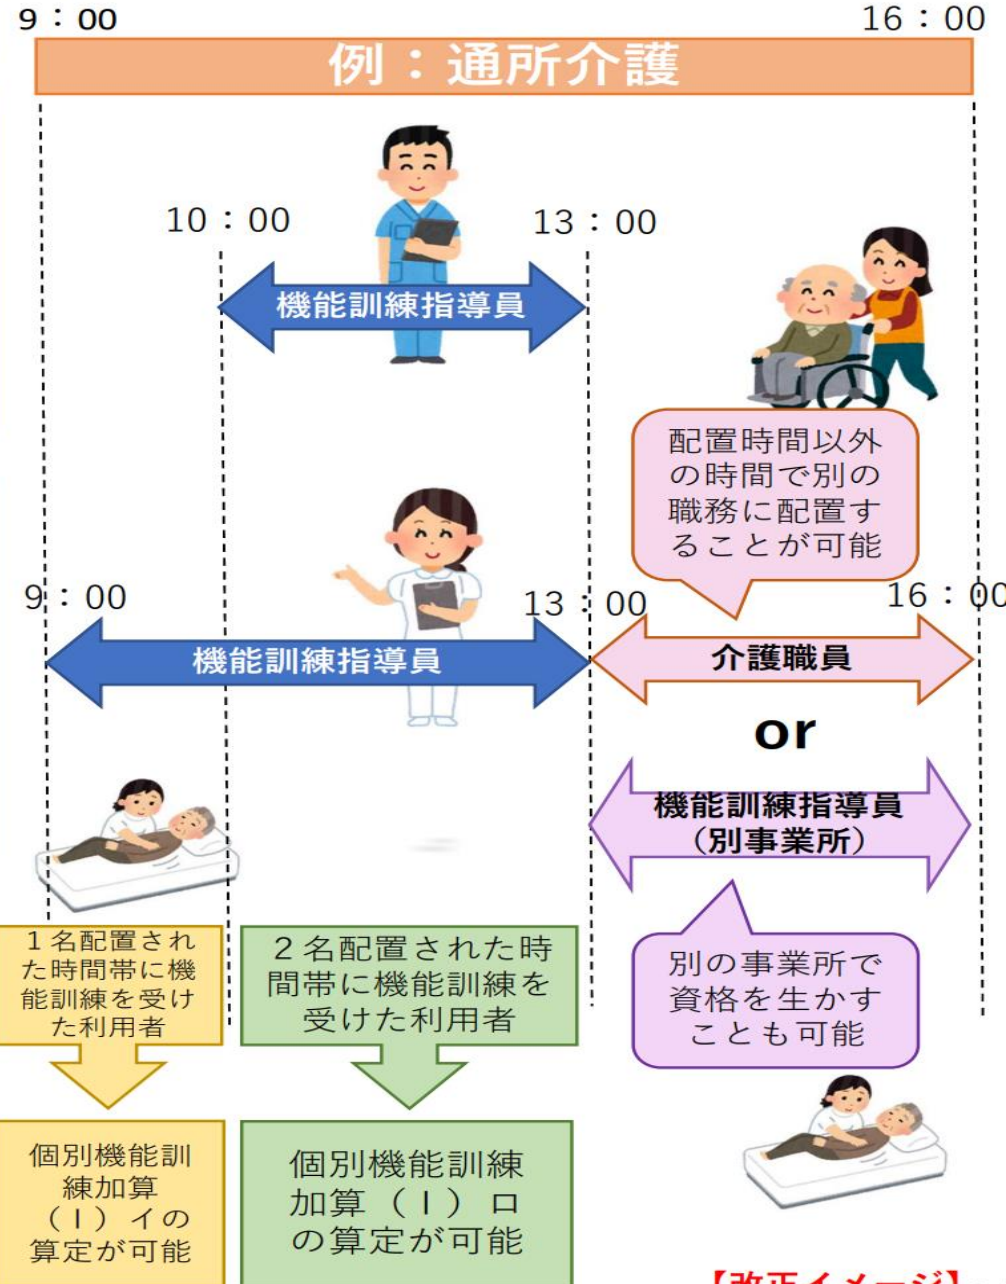 9：00
16：00
例：通所介護
10：00
13：00
機能訓練指導員
配置時間以外
の時間で別の
職務に配置す
ることが可能
9：00
13：00
16：00
機能訓練指導員
介護職員
or
機能訓練指導員
（別事業所）
１名配置され
た時間帯に機
能訓練を受け
た利用者
２名配置された時
間帯に機能訓練を
受けた利用者
別の事業所で
資格を生かす
ことも可能
個別機能訓
練加算
（Ⅰ）イの
算定が可能
個別機能訓練
加算（Ⅰ）ロ
の算定が可能
【改正イメージ】